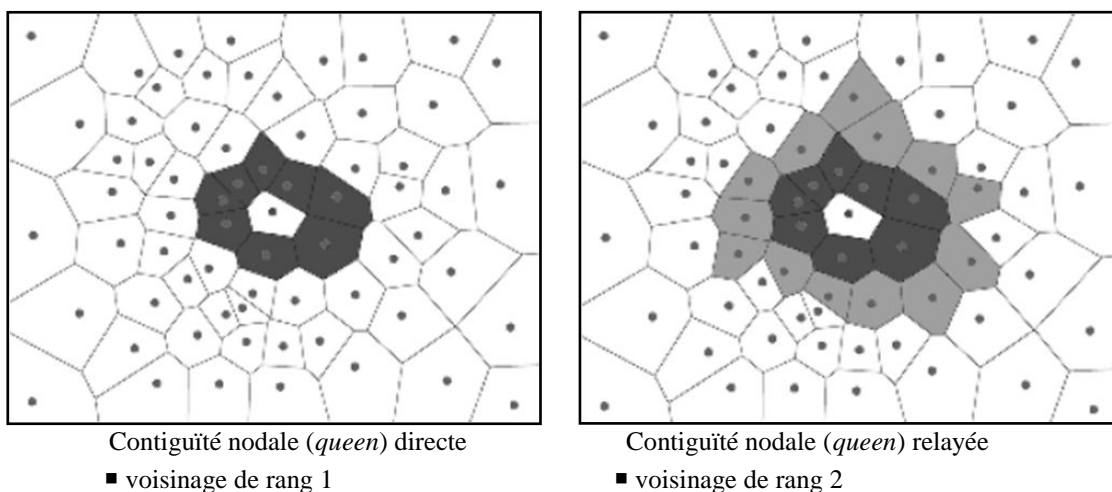 Contiguïté nodale (queen) directe
■ voisinage de rang 1
Contiguïté nodale (queen) relayée
■ voisinage de rang 2